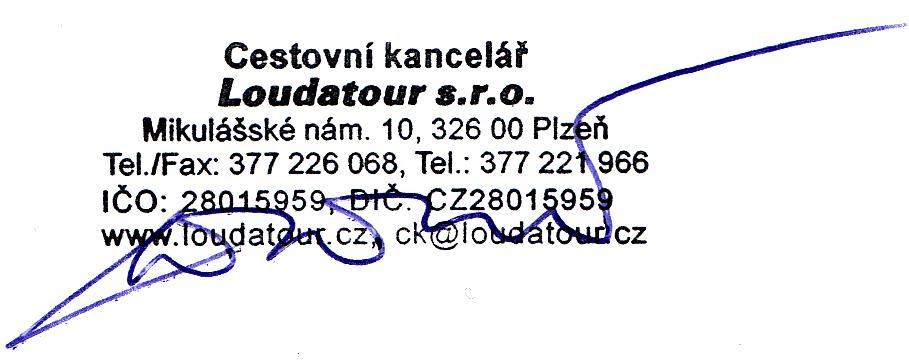 Cestovní kancelář
Loudatour s.r.o.
Mikulášské nám. 10, 326 00 Plzeň
Tel./Fax: 377 226 068, Tel.: 377 221 966
IČO: 28015959, DIČ: CZ28015959
www.loudatour.cz, ck@loudatour.cz